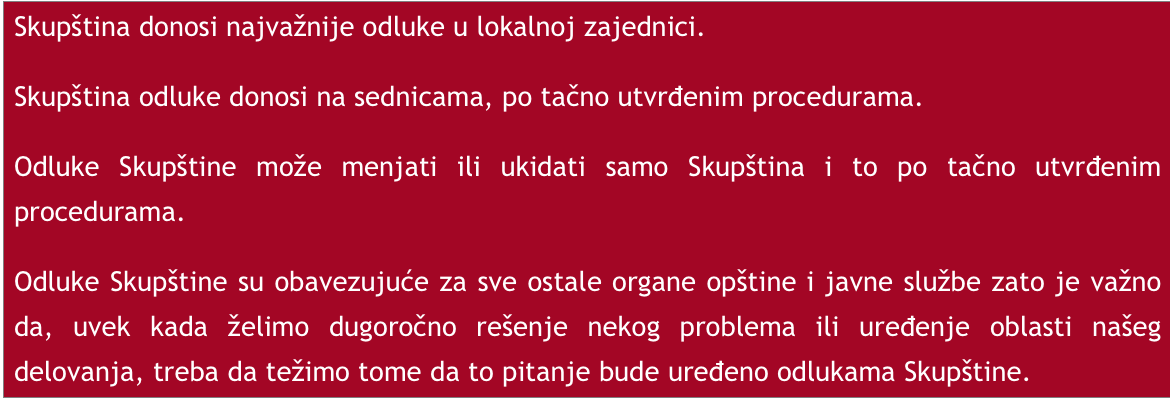 Skupština donosi najvažnije odluke u lokalnoj zajednici.
Skupština odluke donosi na sednicama, po tačno utvrđenim procedurama.
Odluke Skupštine može menjati ili ukidati samo Skupština i to po tačno utvrđenim
procedurama.
Odluke Skupštine su obavezujuće za sve ostale organe opštine i javne službe zato je važno
da, uvek kada želimo dugoročno rešenje nekog problema ili uređenje oblasti našeg
delovanja, treba da težimo tome da to pitanje bude uređeno odlukama Skupštine.